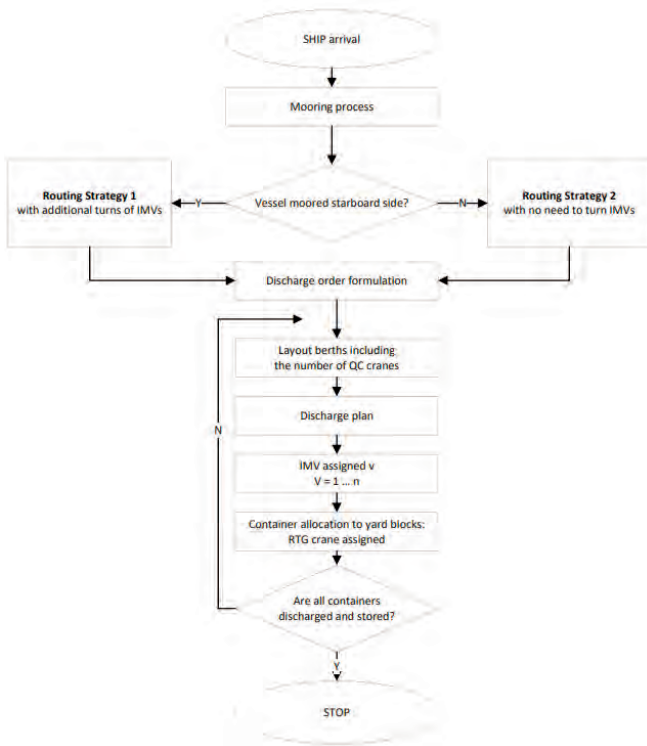 SHIP arrival
Mooring process
Vessel moored starboard side?
Y
N
Routing Strategy 1
with additional turns of IMVs
Routing Strategy 2
with no need to turn IMVs
Discharge order formulation
Layout berths including
the number of QC cranes
Discharge plan
N
IMV assigned v
V = 1 ... n
Container allocation to yard blocks:
RTG crane assigned
Are all containers
discharged and stored?
Y
STOP